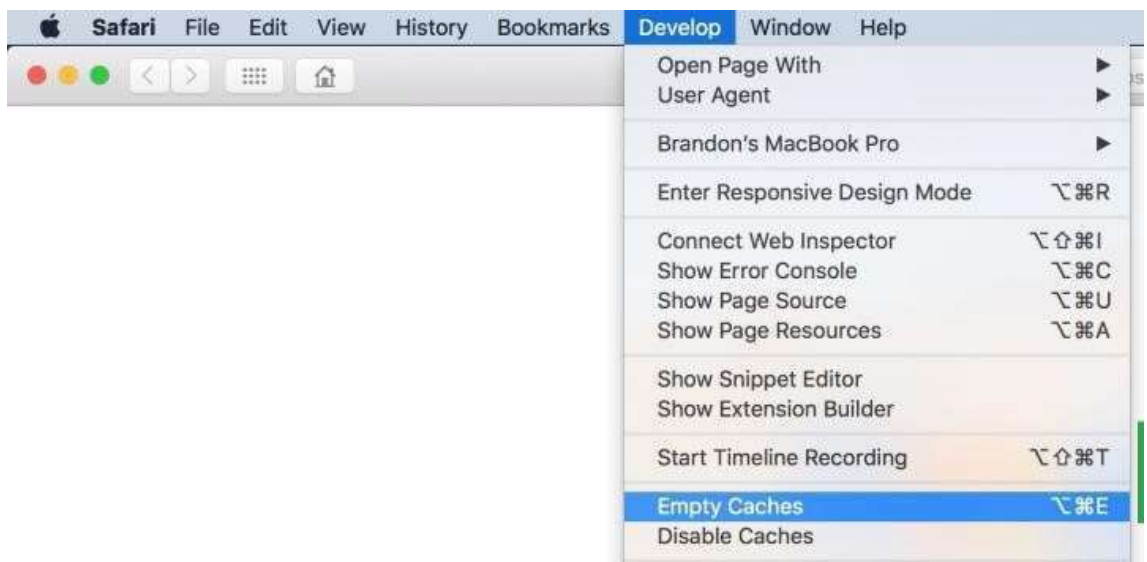 Safari File Edit View History Bookmarks Develop Window Help
Open Page With ▶
User Agent ▶
Brandon's MacBook Pro ▶
Enter Responsive Design Mode ⌥⌘R
Connect Web Inspector ⌥⇧⌘I
Show Error Console ⌥⌘C
Show Page Source ⌥⌘U
Show Page Resources ⌥⌘A
Show Snippet Editor
Show Extension Builder
Start Timeline Recording ⌥⇧⌘T
Empty Caches ⌥⌘E
Disable Caches